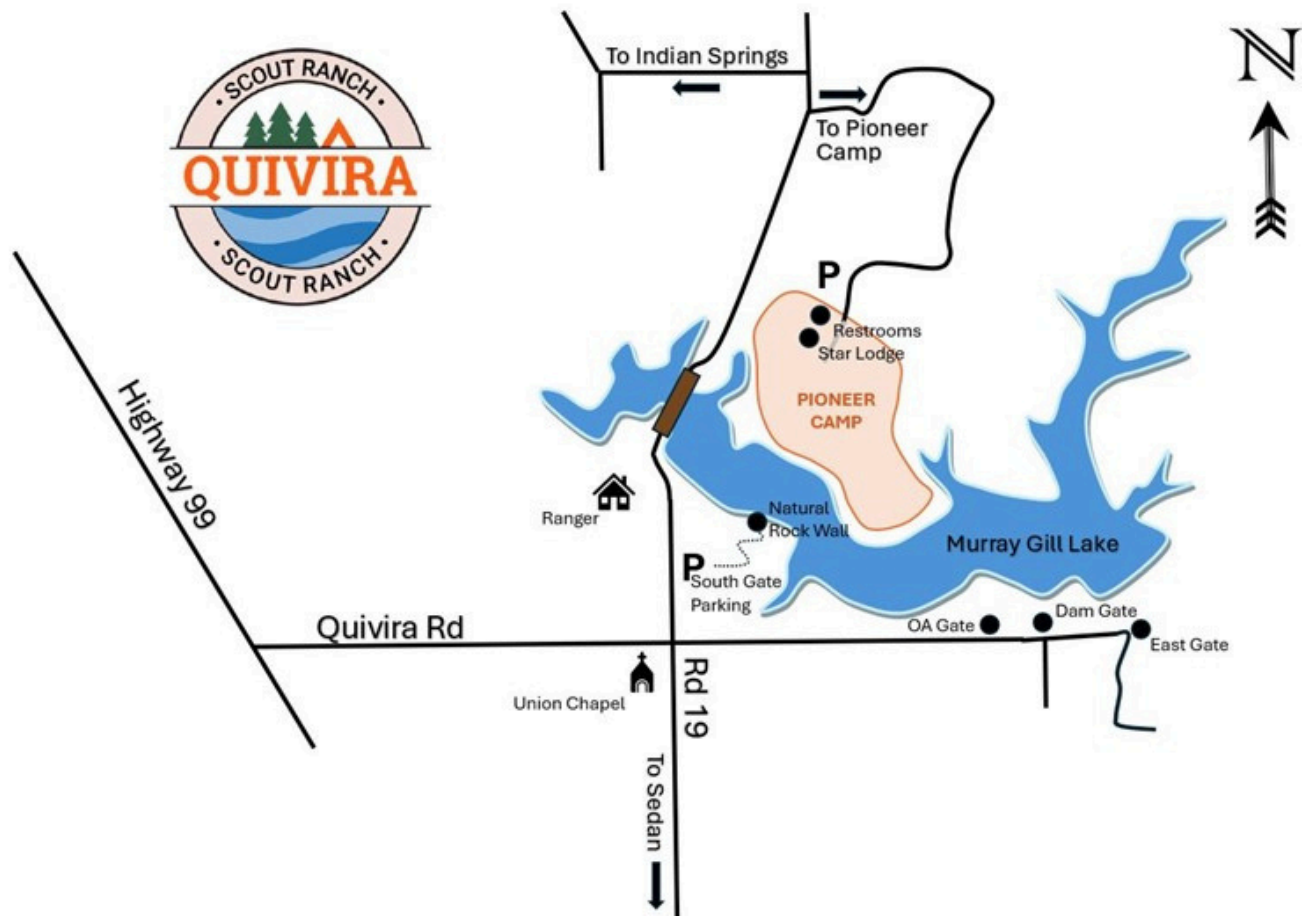 • SCOUT RANCH •
QUIVIRA
• SCOUT RANCH •
To Indian Springs
To Pioneer
Camp
N
P
Restrooms
Star Lodge
PIONEER
CAMP
Highway 99
Ranger
Natural
Rock Wall
P
South Gate
Parking
Murray Gill Lake
Quivira Rd
OA Gate
Dam Gate
East Gate
Union Chapel
Rd 19
To Sedan